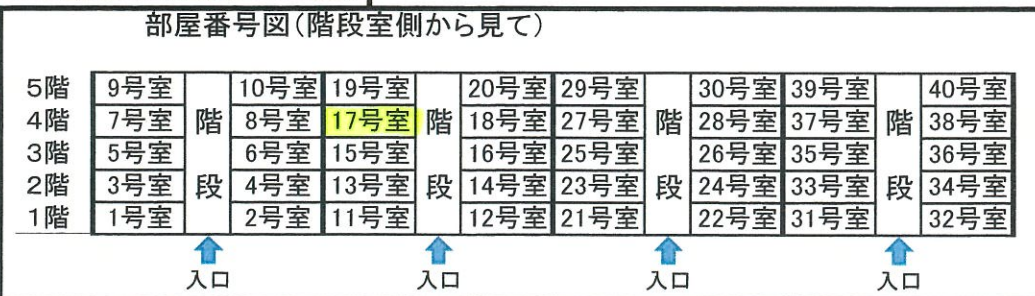 部屋番号図(階段室側から見て)
5階 9号室 10号室 19号室 20号室 29号室 30号室 39号室 40号室
4階 7号室 階 8号室 17号室 階 18号室 27号室 階 28号室 37号室 階 38号室
3階 5号室 6号室 15号室 16号室 25号室 26号室 35号室 36号室
2階 3号室 段 4号室 13号室 段 14号室 23号室 段 24号室 33号室 段 34号室
1階 1号室 2号室 11号室 12号室 21号室 22号室 31号室 32号室
入口 入口 入口 入口